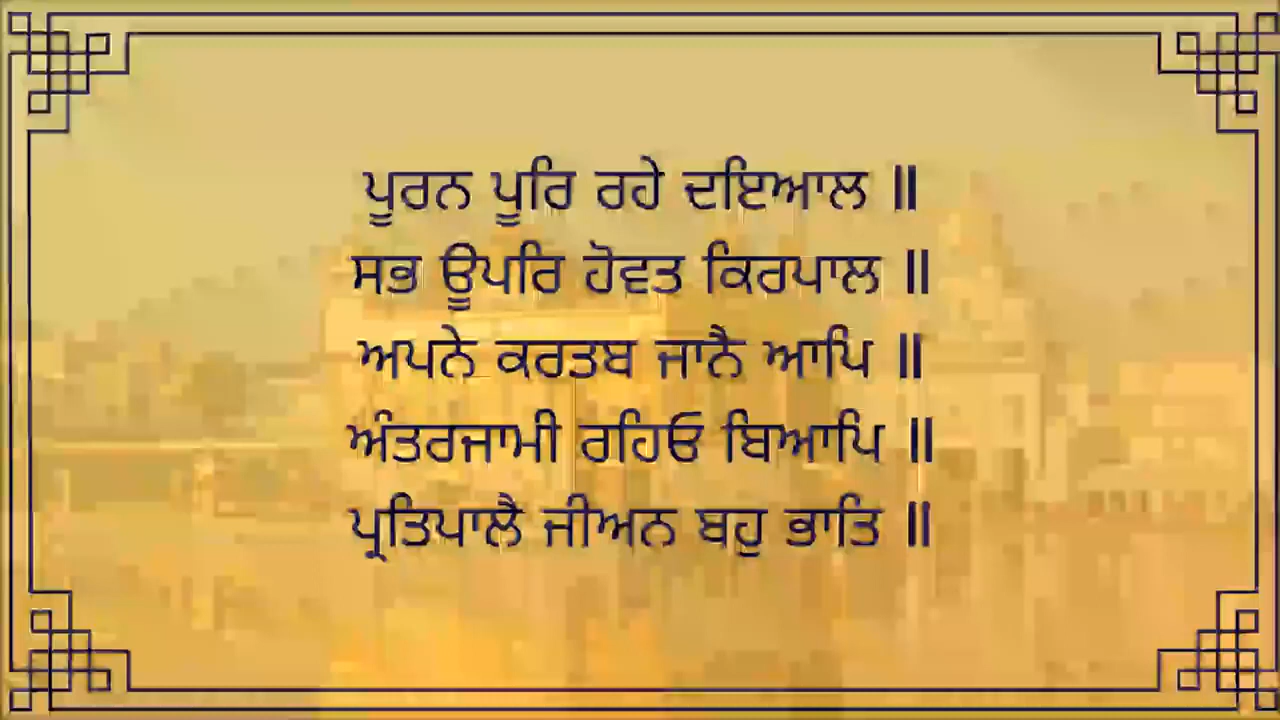 ਪੂਰਨ ਪੂਰਿ ਰਹੇ ਦਇਆਲ ॥
ਸਭ ਊਪਰਿ ਹੋਵਤ ਕਿਰਪਾਲ ॥
ਅਪਨੇ ਕਰਤਬ ਜਾਨੈ ਆਪਿ ॥
ਅੰਤਰਜਾਮੀ ਰਹਿਓ ਬਿਆਪਿ ॥
ਪ੍ਰਤਿਪਾਲੈ ਜੀਅਨ ਬਹੁ ਭਾਤਿ ॥